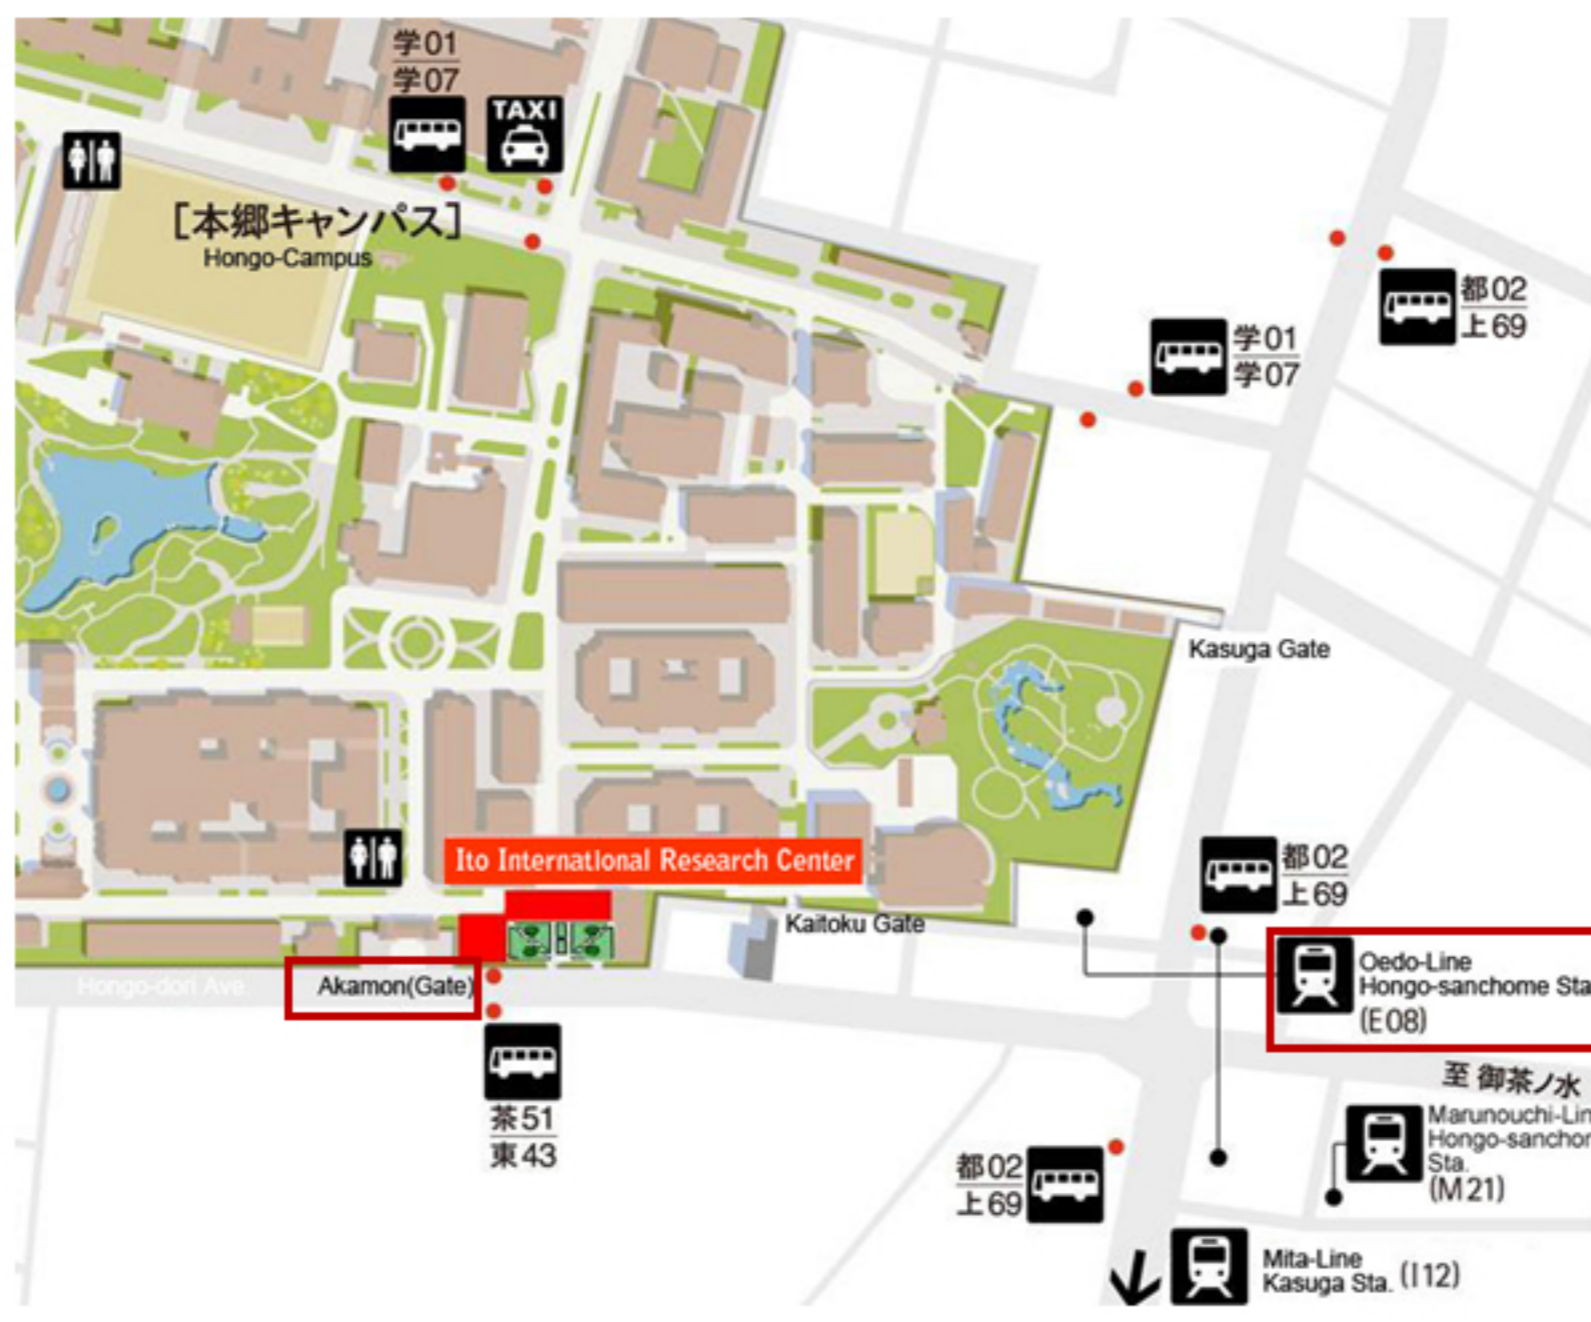 学01
学07
TAXI
[本郷キャンパス]
Hongo-Campus
都02
上69
学01
学07
Kasuga Gate
Ito International Research Center
都02
上69
Kaitoku Gate
Hongo-dori Ave.
Akamon(Gate)
Oedo-Line
Hongo-sanchome Sta
(E08)
茶51
東43
至 御茶ノ水
Marunouchi-Lin
Hongo-sanchor
Sta.
(M21)
都02
上69
Mita-Line
Kasuga Sta. (I12)